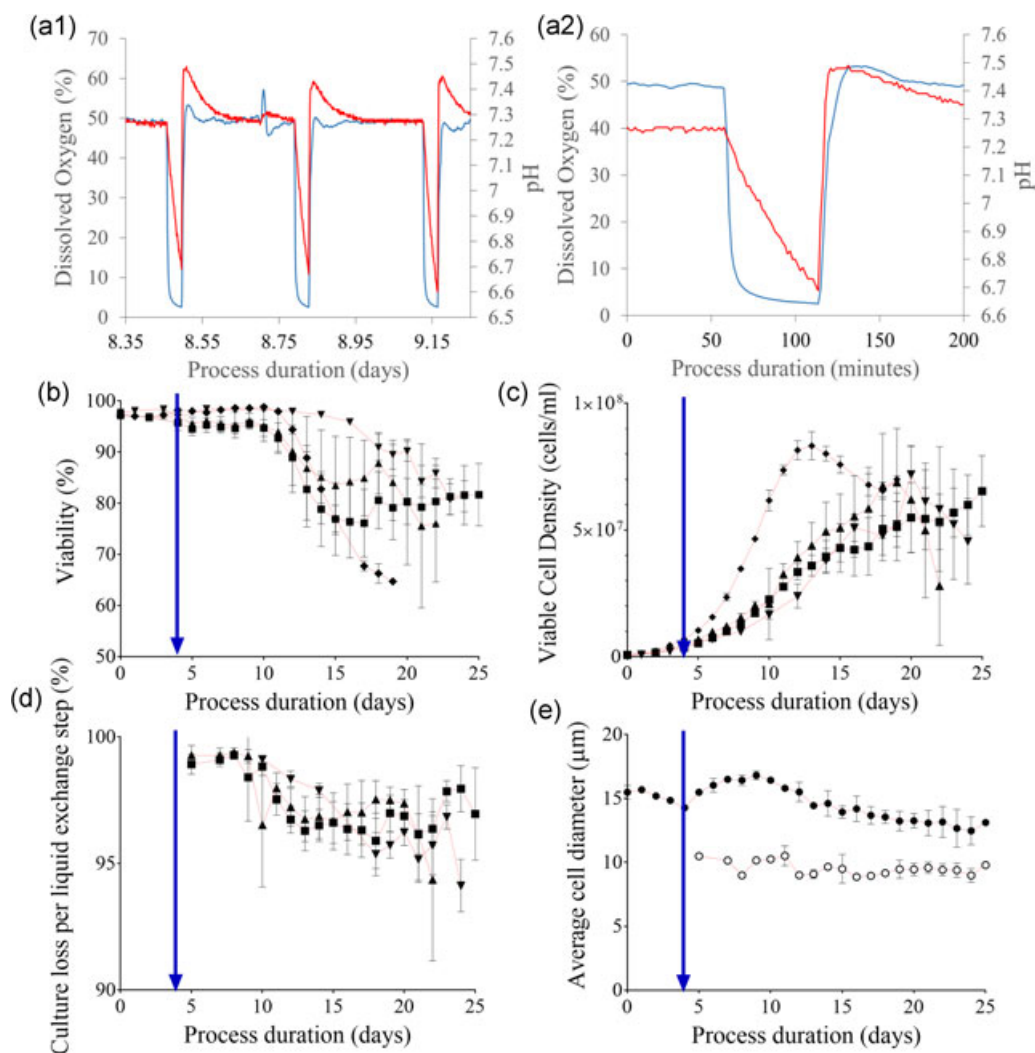 (a1)
70
60
50
40
30
20
10
0
Dissolved Oxygen (%)
7.6
7.5
7.4
7.3
7.2
7.1
7
6.9
6.8
6.7
6.6
6.5
pH
8.35 8.55 8.75 8.95 9.15
Process duration (days)
(a2)
60
50
40
30
20
10
0
Dissolved Oxygen (%)
7.6
7.5
7.4
7.3
7.2
7.1
7
6.9
6.8
6.7
6.6
pH
0 50 100 150 200
Process duration (minutes)
(b)
100
90
80
70
60
50
Viability (%)
0 5 10 15 20 25
Process duration (days)
(c)
1×10⁸
5×10⁷
0
Viable Cell Density (cells/ml)
0 5 10 15 20 25
Process duration (days)
(d)
100
95
90
Culture loss per liquid exchange step (%)
0 5 10 15 20 25
Process duration (days)
(e)
20
15
10
5
0
Average cell diameter (μm)
0 5 10 15 20 25
Process duration (days)